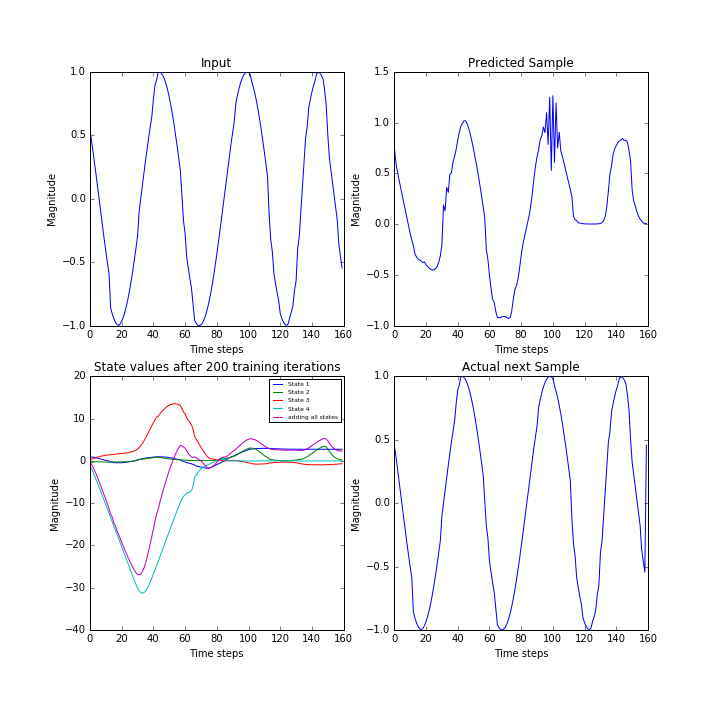 Input
Magnitude
1.0
0.5
0.0
−0.5
−1.0
0 20 40 60 80 100 120 140 160
Time steps
Predicted Sample
Magnitude
1.5
1.0
0.5
0.0
−0.5
−1.0
0 20 40 60 80 100 120 140 160
Time steps
State values after 200 training iterations
Magnitude
20
10
0
−10
−20
−30
−40
0 20 40 60 80 100 120 140 160
Time steps
State 1
State 2
State 3
State 4
adding all states
Actual next Sample
Magnitude
1.0
0.5
0.0
−0.5
−1.0
0 20 40 60 80 100 120 140 160
Time steps